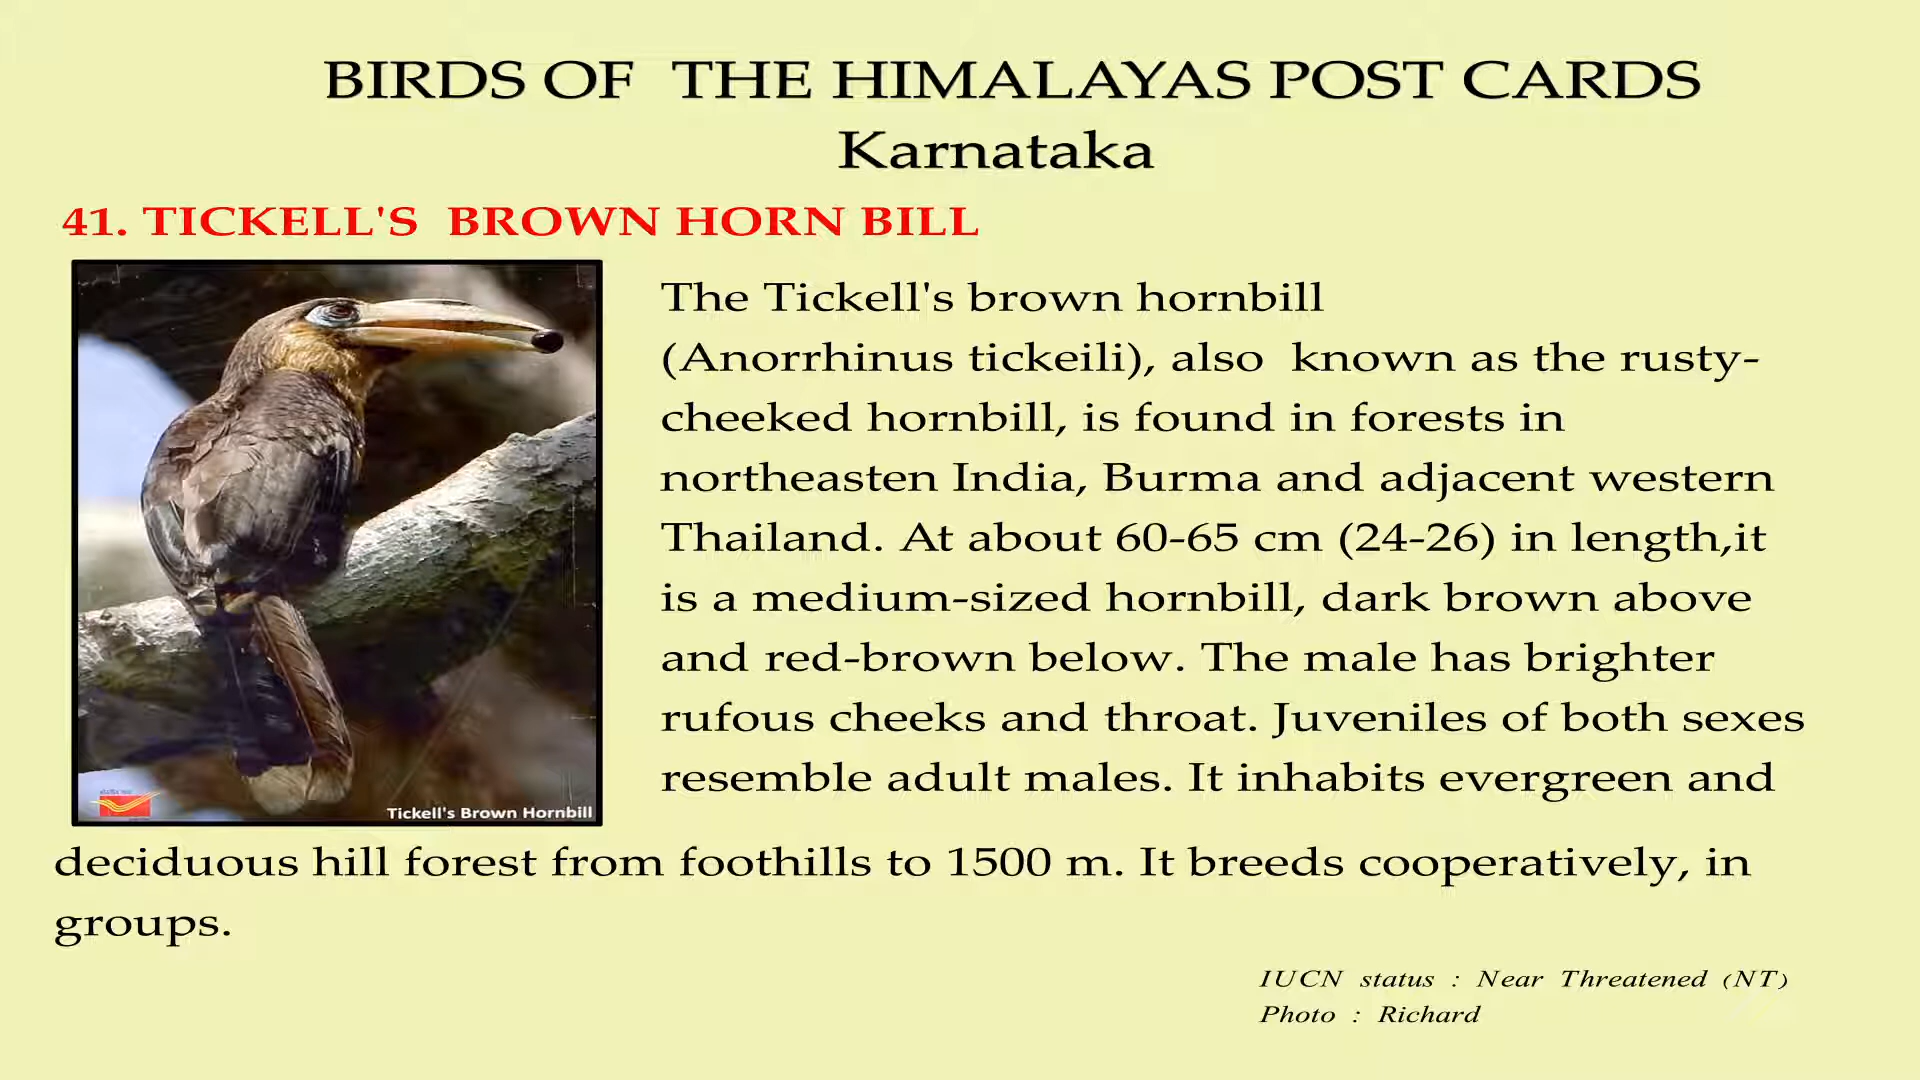 BIRDS OF THE HIMALAYAS POST CARDS
Karnataka
41. TICKELL'S BROWN HORN BILL
The Tickell's brown hornbill
(Anorrhinus tickeili), also known as the rusty-
cheeked hornbill, is found in forests in
northeasten India, Burma and adjacent western
Thailand. At about 60-65 cm (24-26) in length,it
is a medium-sized hornbill, dark brown above
and red-brown below. The male has brighter
rufous cheeks and throat. Juveniles of both sexes
resemble adult males. It inhabits evergreen and
Tickell's Brown Hornbill
deciduous hill forest from foothills to 1500 m. It breeds cooperatively, in
groups.
IUCN status : Near Threatened (NT)
Photo : Richard